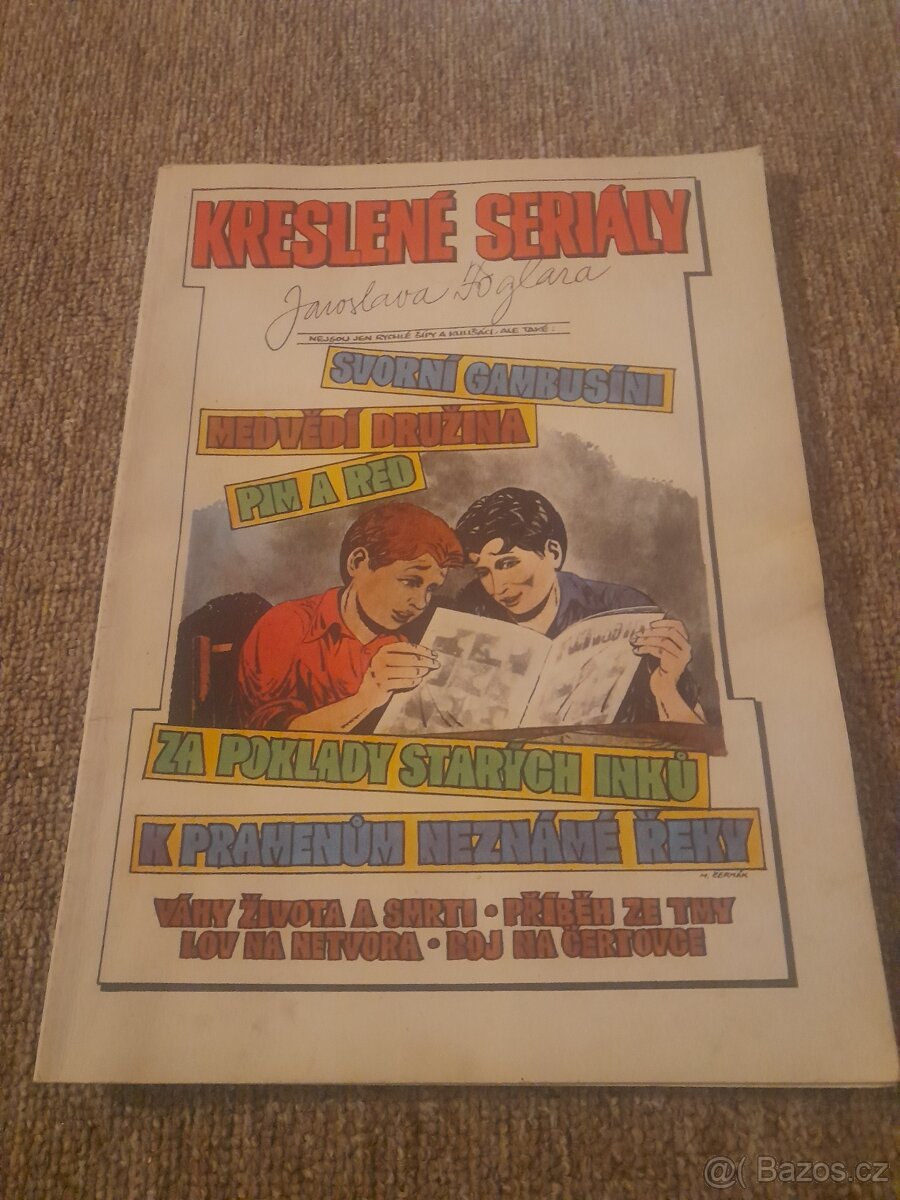 KRESLENÉ SERIÁLY
Jaroslava Foglara
NEJSOU JEN RYCHLÉ ŠÍPY A KULIŠÁCI, ALE TAKÉ:
SVORNÍ GAMBUSÍNI
MEDVĚDÍ DRUŽINA
PIM A RED
ZA POKLADY STARÝCH INKŮ
K PRAMENŮM NEZNÁMÉ ŘEKY
M. ČERMÁK
VÁHY ŽIVOTA A SMRTI • PŘÍBĚH ZE TMY
LOV NA NETVORA • BOJ NA ČERTOVCE
@( Bazos.cz